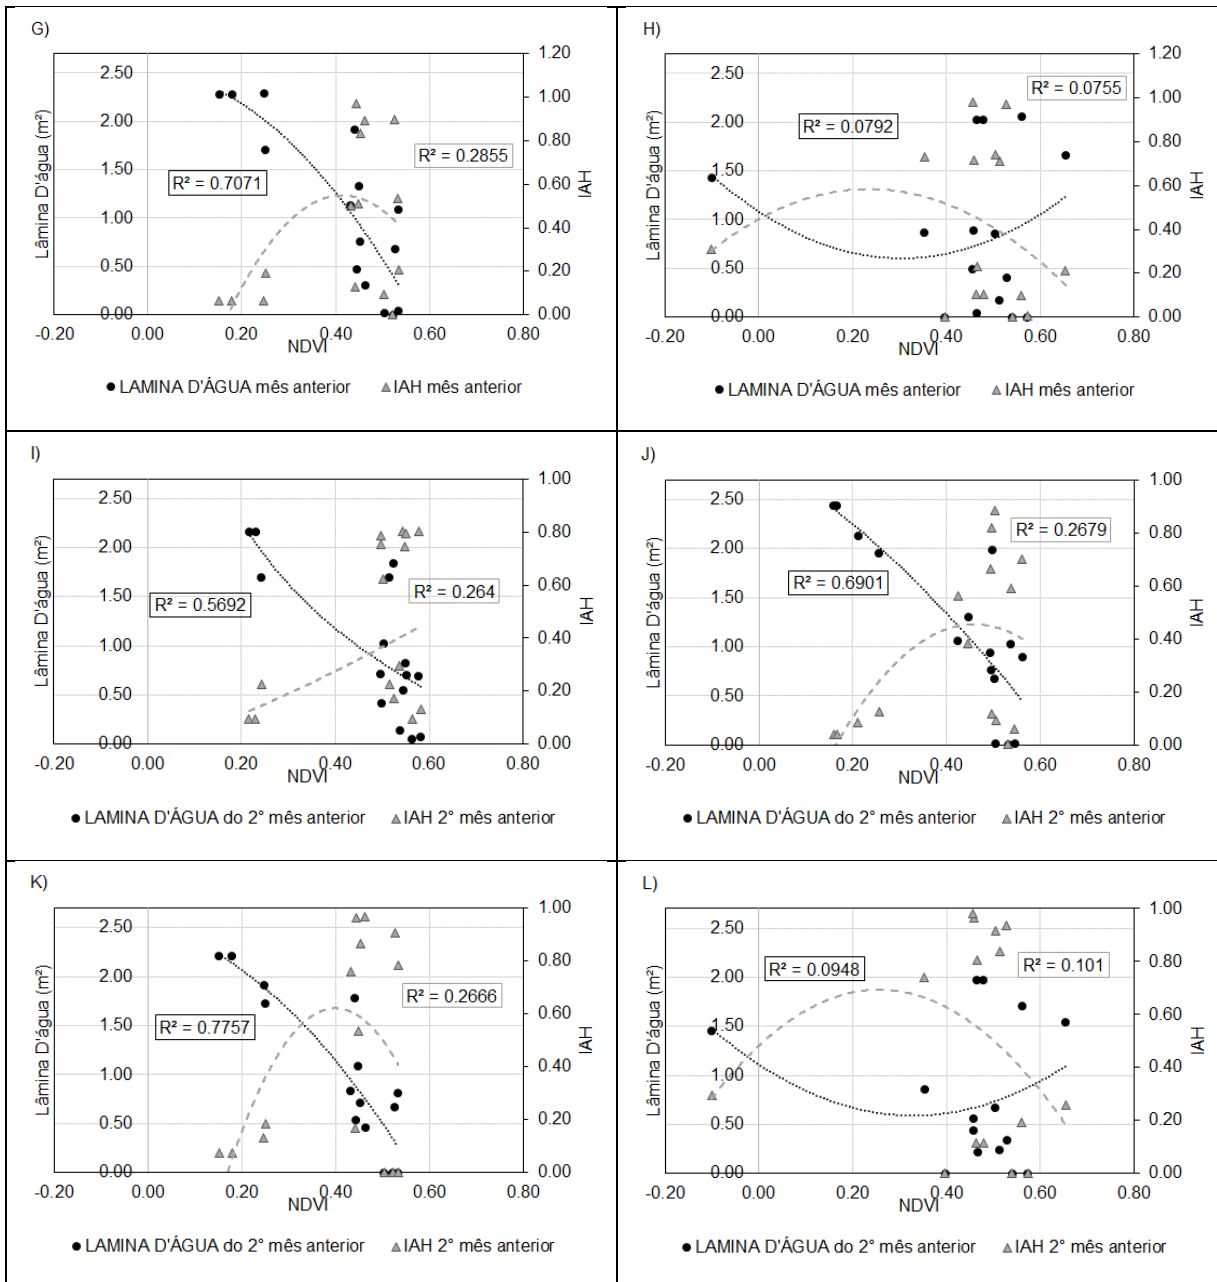 G)
1.20
2.50
1.00
2.00
0.80
R² = 0.2855
1.50
R² = 0.7071
0.60
1.00
0.40
0.50
0.20
0.00
0.00
-0.20 0.00 0.20 0.40 0.60 0.80
NDVI
Lâmina D'água (m²)
IAH
LAMINA D'ÁGUA mês anterior IAH mês anterior
H)
1.20
2.50
R² = 0.0755
1.00
2.00
R² = 0.0792
0.80
1.50
0.60
1.00
0.40
0.50
0.20
0.00
0.00
-0.20 0.00 0.20 0.40 0.60 0.80
NDVI
Lâmina D'água (m²)
IAH
LAMINA D'ÁGUA mês anterior IAH mês anterior
I)
1.00
2.50
0.80
2.00
1.50
0.60
R² = 0.5692
R² = 0.264
1.00
0.40
0.50
0.20
0.00
0.00
-0.20 0.00 0.20 0.40 0.60 0.80
NDVI
Lâmina D'água (m²)
IAH
LAMINA D'ÁGUA do 2° mês anterior IAH 2° mês anterior
J)
1.00
2.50
R² = 0.2679
0.80
2.00
R² = 0.6901
0.60
1.50
0.40
1.00
0.50
0.20
0.00
0.00
-0.20 0.00 0.20 0.40 0.60 0.80
NDVI
Lâmina D'água (m²)
IAH
LAMINA D'ÁGUA do 2° mês anterior IAH 2° mês anterior
K)
1.00
2.50
0.80
2.00
R² = 0.2666
1.50
R² = 0.7757
0.60
1.00
0.40
0.50
0.20
0.00
0.00
-0.20 0.00 0.20 0.40 0.60 0.80
NDVI
Lâmina D'água (m²)
IAH
LAMINA D'ÁGUA do 2° mês anterior IAH 2° mês anterior
L)
1.00
2.50
0.80
R² = 0.0948
R² = 0.101
2.00
1.50
0.60
1.00
0.40
0.50
0.20
0.00
0.00
-0.20 0.00 0.20 0.40 0.60 0.80
NDVI
Lâmina D'água (m²)
IAH
LAMINA D'ÁGUA do 2° mês anterior IAH 2° mês anterior